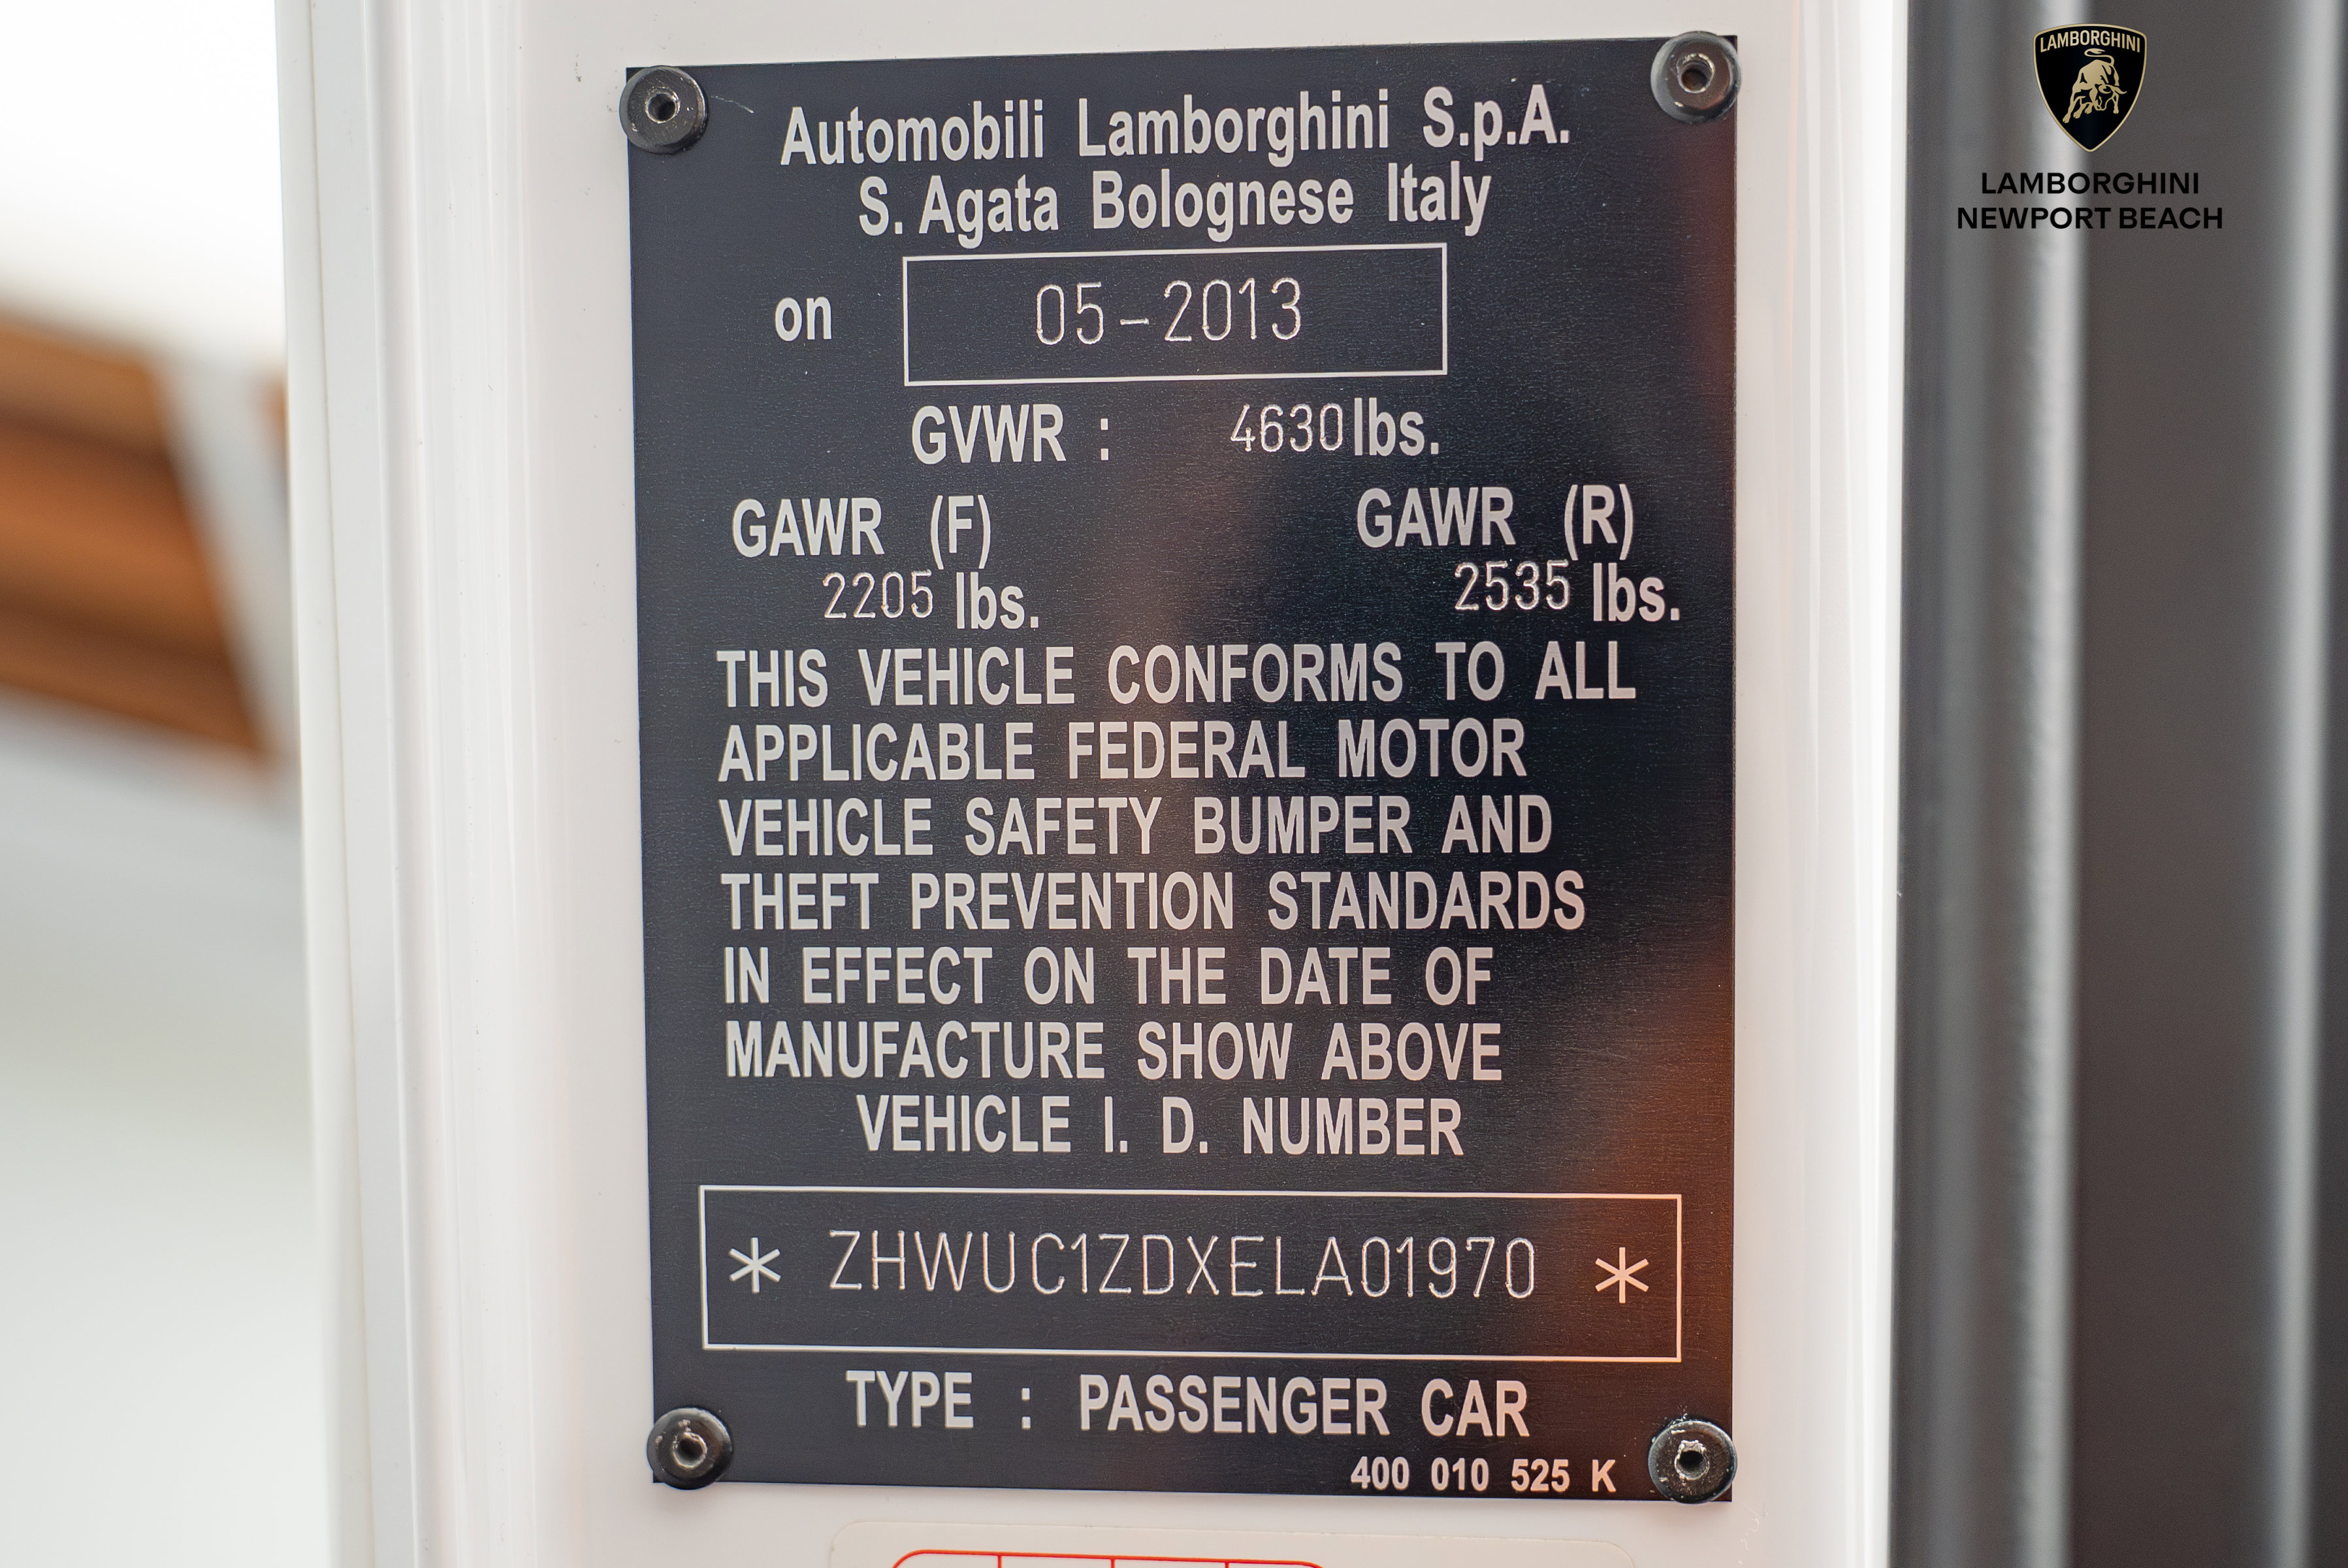 Automobili Lamborghini S.p.A.
S. Agata Bolognese Italy
on 05-2013
GVWR : 4630 lbs.
GAWR (F) GAWR (R)
2205 lbs. 2535 lbs.
THIS VEHICLE CONFORMS TO ALL
APPLICABLE FEDERAL MOTOR
VEHICLE SAFETY BUMPER AND
THEFT PREVENTION STANDARDS
IN EFFECT ON THE DATE OF
MANUFACTURE SHOW ABOVE
VEHICLE I. D. NUMBER
* ZHWUC1ZDXELA01970 *
TYPE : PASSENGER CAR
400 010 525 K
LAMBORGHINI
LAMBORGHINI
NEWPORT BEACH